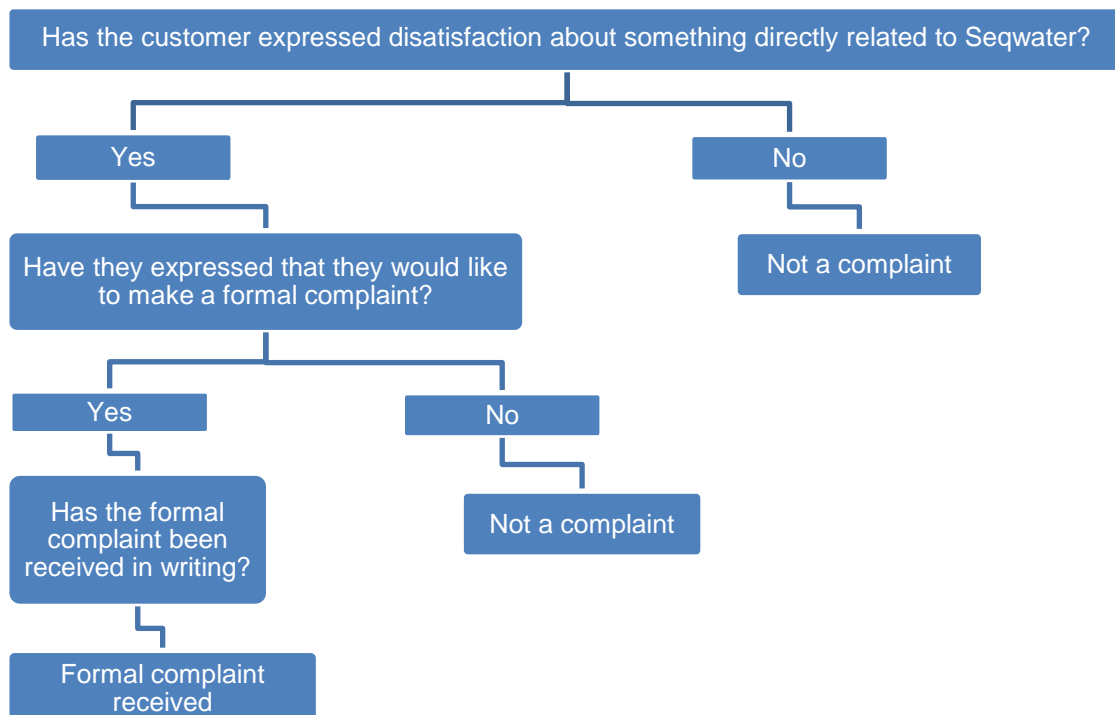 Has the customer expressed disatisfaction about something directly related to Seqwater?
Yes
No
Have they expressed that they would like
to make a formal complaint?
Not a complaint
Yes
No
Has the formal
complaint been
received in writing?
Not a complaint
Formal complaint
received